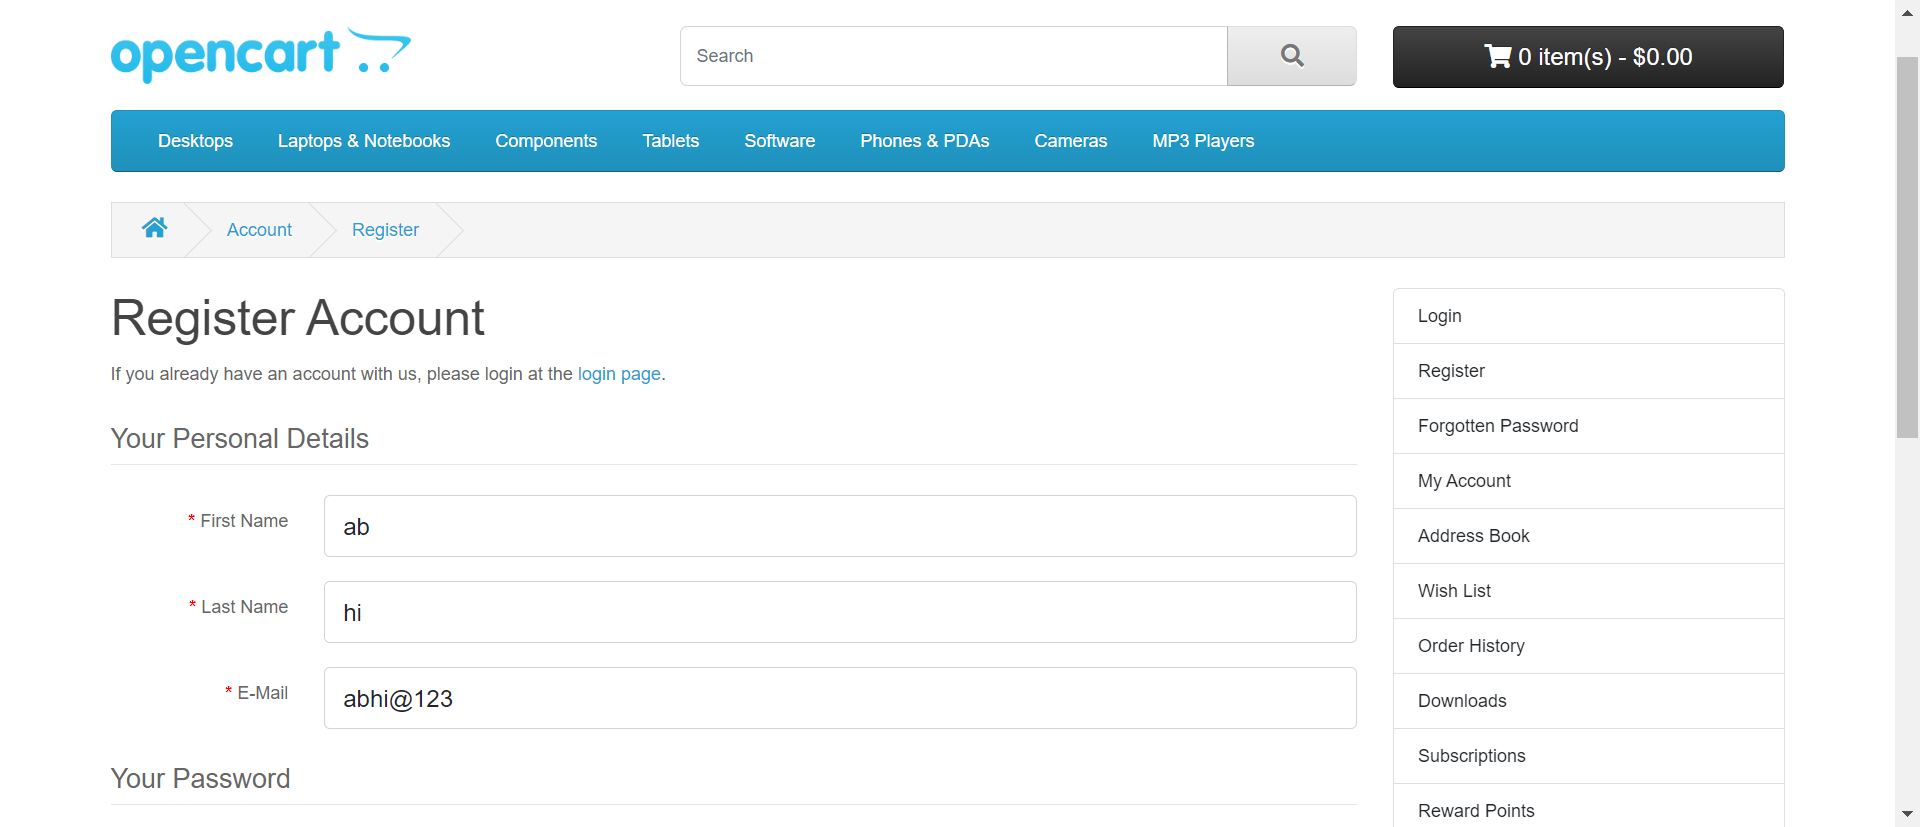 opencart
Search
0 item(s) - $0.00
Desktops Laptops & Notebooks Components Tablets Software Phones & PDAs Cameras MP3 Players
Account Register
Register Account
If you already have an account with us, please login at the login page.
Your Personal Details
* First Name ab
* Last Name hi
* E-Mail abhi@123
Your Password
Login
Register
Forgotten Password
My Account
Address Book
Wish List
Order History
Downloads
Subscriptions
Reward Points